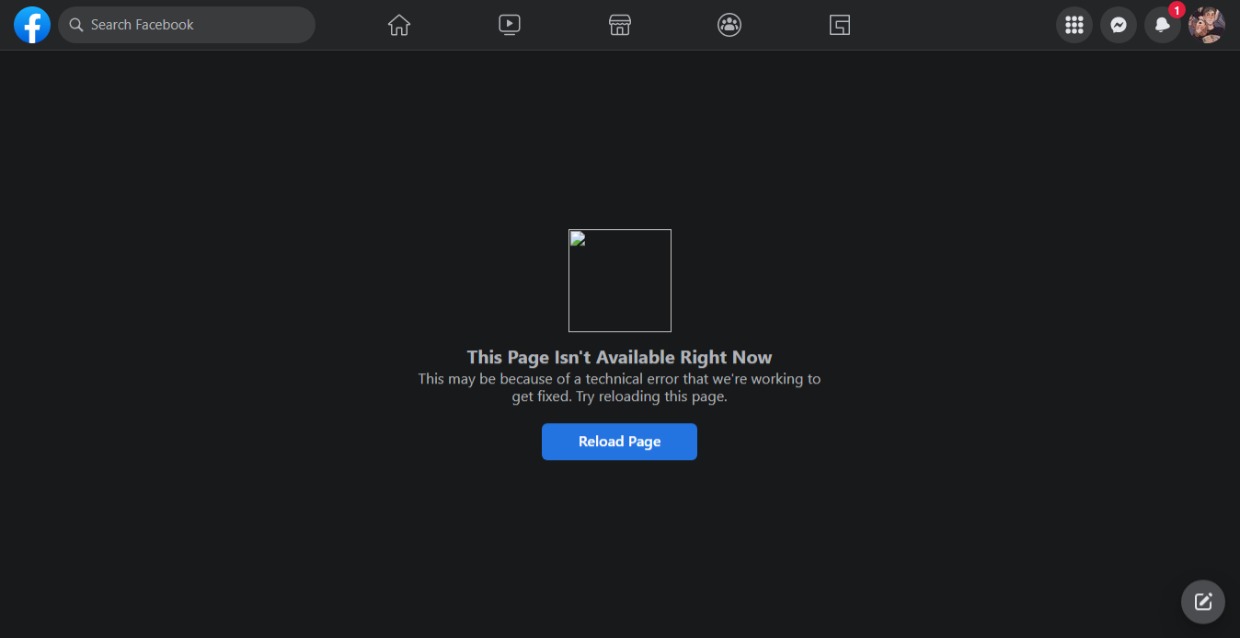 Search Facebook
1
This Page Isn't Available Right Now
This may be because of a technical error that we're working to
get fixed. Try reloading this page.
Reload Page